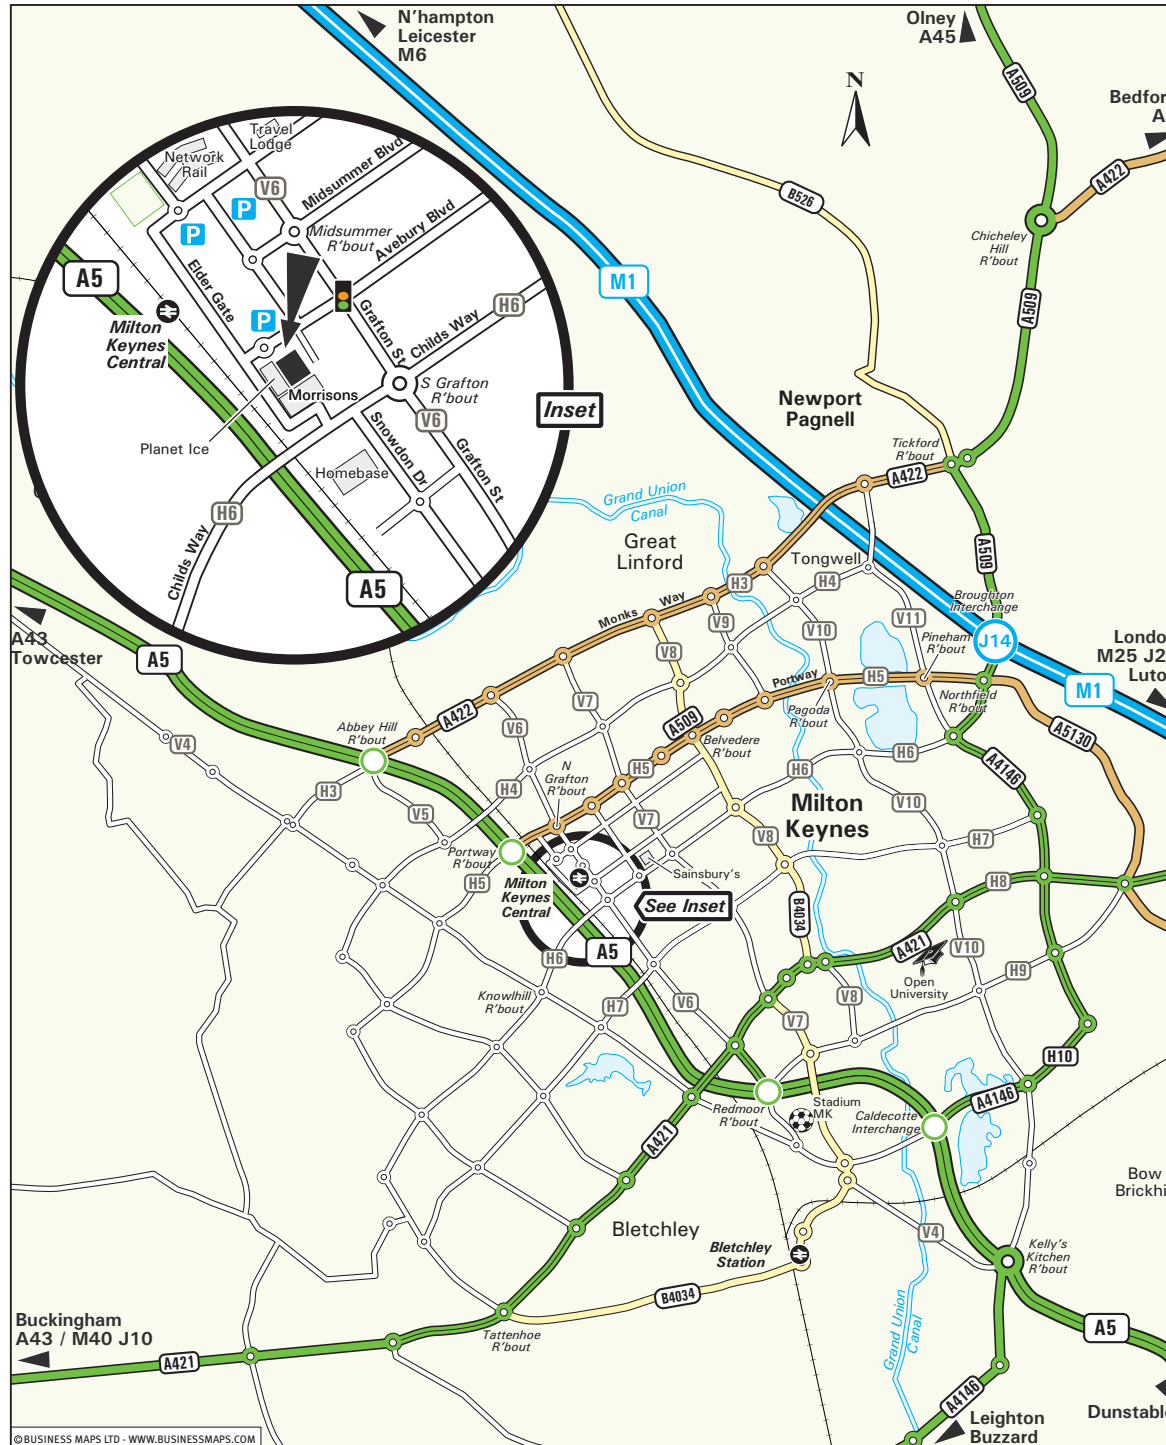 N'hampton
Leicester
M6
Olney
A45
N
A509
Bedfor
A
A422
B526
Chicheley
Hill
R'bout
M1
A509
Travel
Lodge
Network
Rail
V6
Midsummer Blvd
P
P
Midsummer
R'bout
Avebury Blvd
A5
Elder Gate
Milton
Keynes
Central
P
Grafton St
Childs Way
H6
Morrisons
S Grafton
R'bout
V6
Planet Ice
Snowdon Dr
Grafton St
Homebase
H6
Childs Way
A5
Inset
Newport
Pagnell
Tickford
R'bout
A422
Grand Union
Canal
Great
Linford
Tongwell
A509
H3
H4
Broughton
Interchange
Monks Way
V9
V10
V11
Pineham
R'bout
J14
Londo
M25 J2
Luto
M1
A43
Towcester
A5
V8
Portway
H5
Northfield
R'bout
V7
Pagoda
R'bout
A422
V6
A509
Belvedere
R'bout
Abbey Hill
R'bout
V4
H3
V5
H4
N
Grafton
R'bout
H5
H6
H6
A5130
A4146
Milton
Keynes
V10
V7
V8
H7
Portway
R'bout
H5
Milton
Keynes
Central
Sainsbury's
See Inset
H8
B4034
A421
V10
A5
H6
Open
University
H9
Knowlhill
R'bout
H7
V6
V8
V7
H10
Redmoor
R'bout
Stadium
MK
Caldecotte
Interchange
A4146
A421
Bow
Brickhi
Bletchley
V4
Bletchley
Station
Kelly's
Kitchen
R'bout
B4034
Grand Union
Canal
Buckingham
A43 / M40 J10
A421
Tattenhoe
R'bout
A5
A4146
Dunstable
Leighton
Buzzard
© BUSINESS MAPS LTD - WWW.BUSINESSMAPS.COM